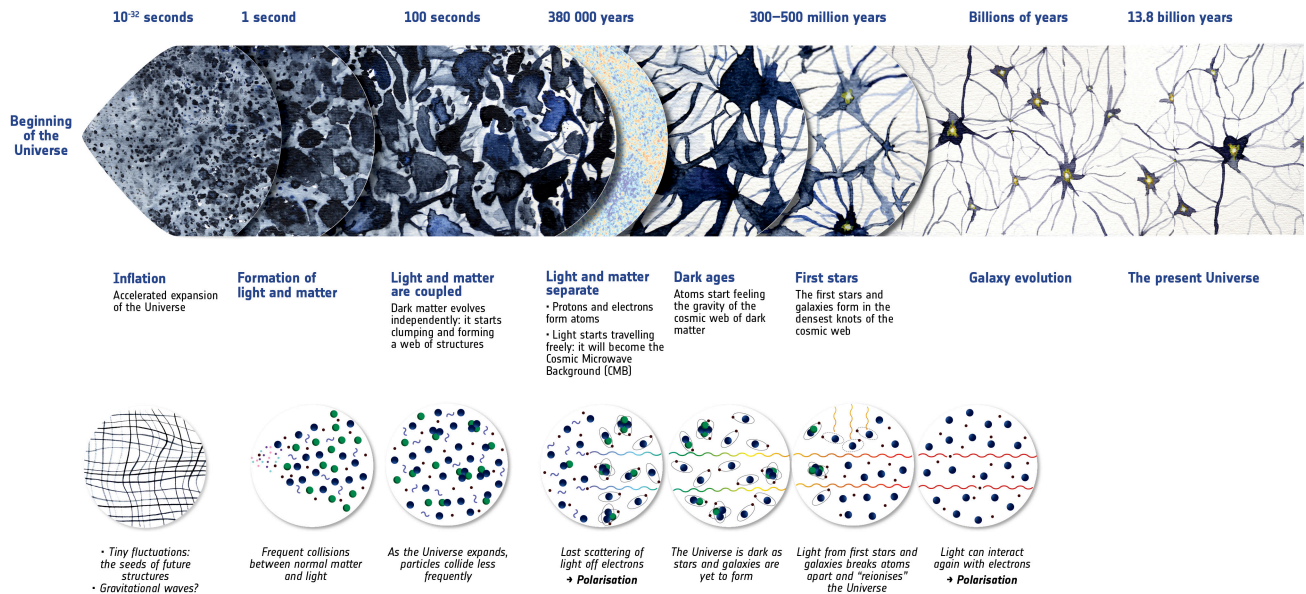 10⁻³² seconds
1 second
100 seconds
380 000 years
300–500 million years
Billions of years
13.8 billion years
Beginning
of the
Universe
Inflation
Accelerated expansion
of the Universe
Formation of
light and matter
Light and matter
are coupled
Dark matter evolves
independently: it starts
clumping and forming
a web of structures
Light and matter
separate
• Protons and electrons
form atoms
• Light starts travelling
freely: it will become the
Cosmic Microwave
Background (CMB)
Dark ages
Atoms start feeling
the gravity of the
cosmic web of dark
matter
First stars
The first stars and
galaxies form in the
densest knots of the
cosmic web
Galaxy evolution
The present Universe
• Tiny fluctuations:
the seeds of future
structures
• Gravitational waves?
Frequent collisions
between normal matter
and light
As the Universe expands,
particles collide less
frequently
Last scattering of
light off electrons
→ Polarisation
The Universe is dark as
stars and galaxies are
yet to form
Light from first stars and
galaxies breaks atoms
apart and “reionises”
the Universe
Light can interact
again with electrons
→ Polarisation